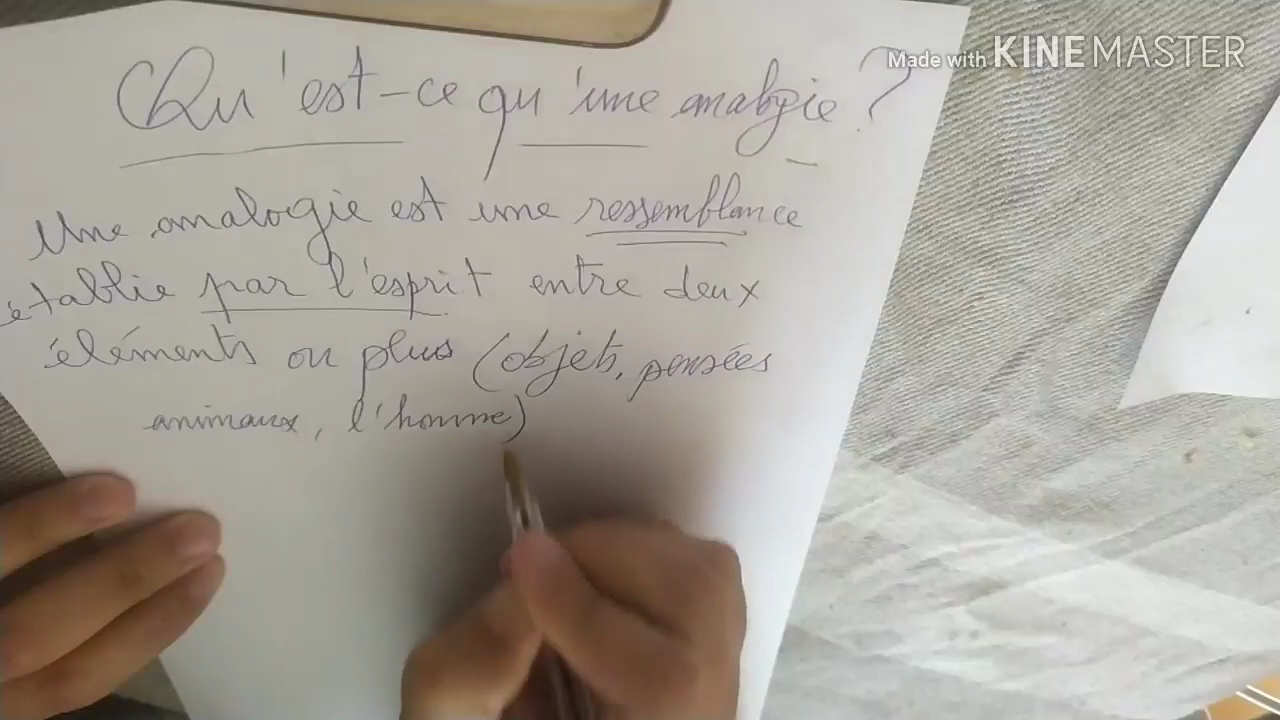 Made with KINEMASTER
Qu'est-ce qu'une analogie ?
Une analogie est une ressemblance
établie par l'esprit entre deux
éléments ou plus (objets, pensées
animaux, l'homme)